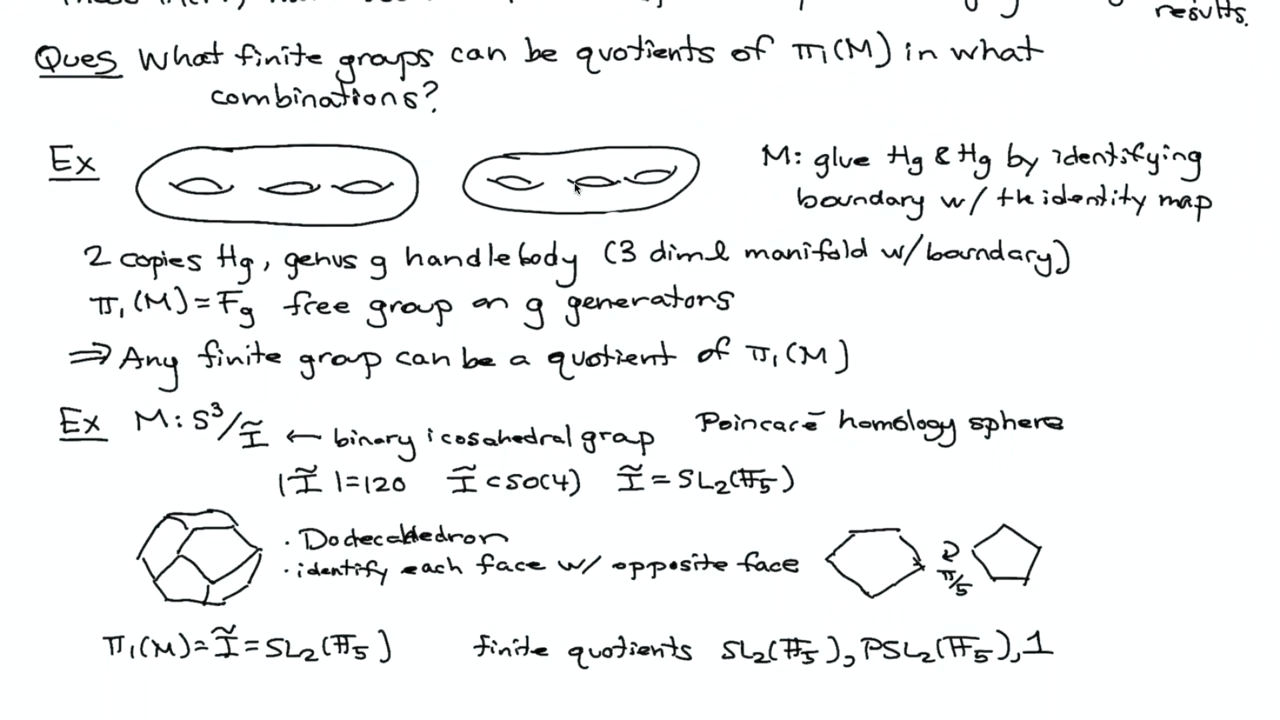 results.
Ques What finite groups can be quotients of π₁(M) in what
combinations?
Ex
M: glue Hg & Hg by identifying
boundary w/ the identity map
2 copies Hg, genus g handlebody (3 dim'l manifold w/ boundary)
π₁(M) = Fg free group on g generators
⇒ Any finite group can be a quotient of π₁(M)
Ex M: S³/Ĩ ← binary icosahedral group Poincaré homology sphere
|Ĩ| = 120 Ĩ ⊂ SO(4) Ĩ = SL₂(𝔽₅)
· Dodecahedron
· identify each face w/ opposite face
π/5
π₁(M) = Ĩ = SL₂(𝔽₅) finite quotients SL₂(𝔽₅), PSL₂(𝔽₅), 1